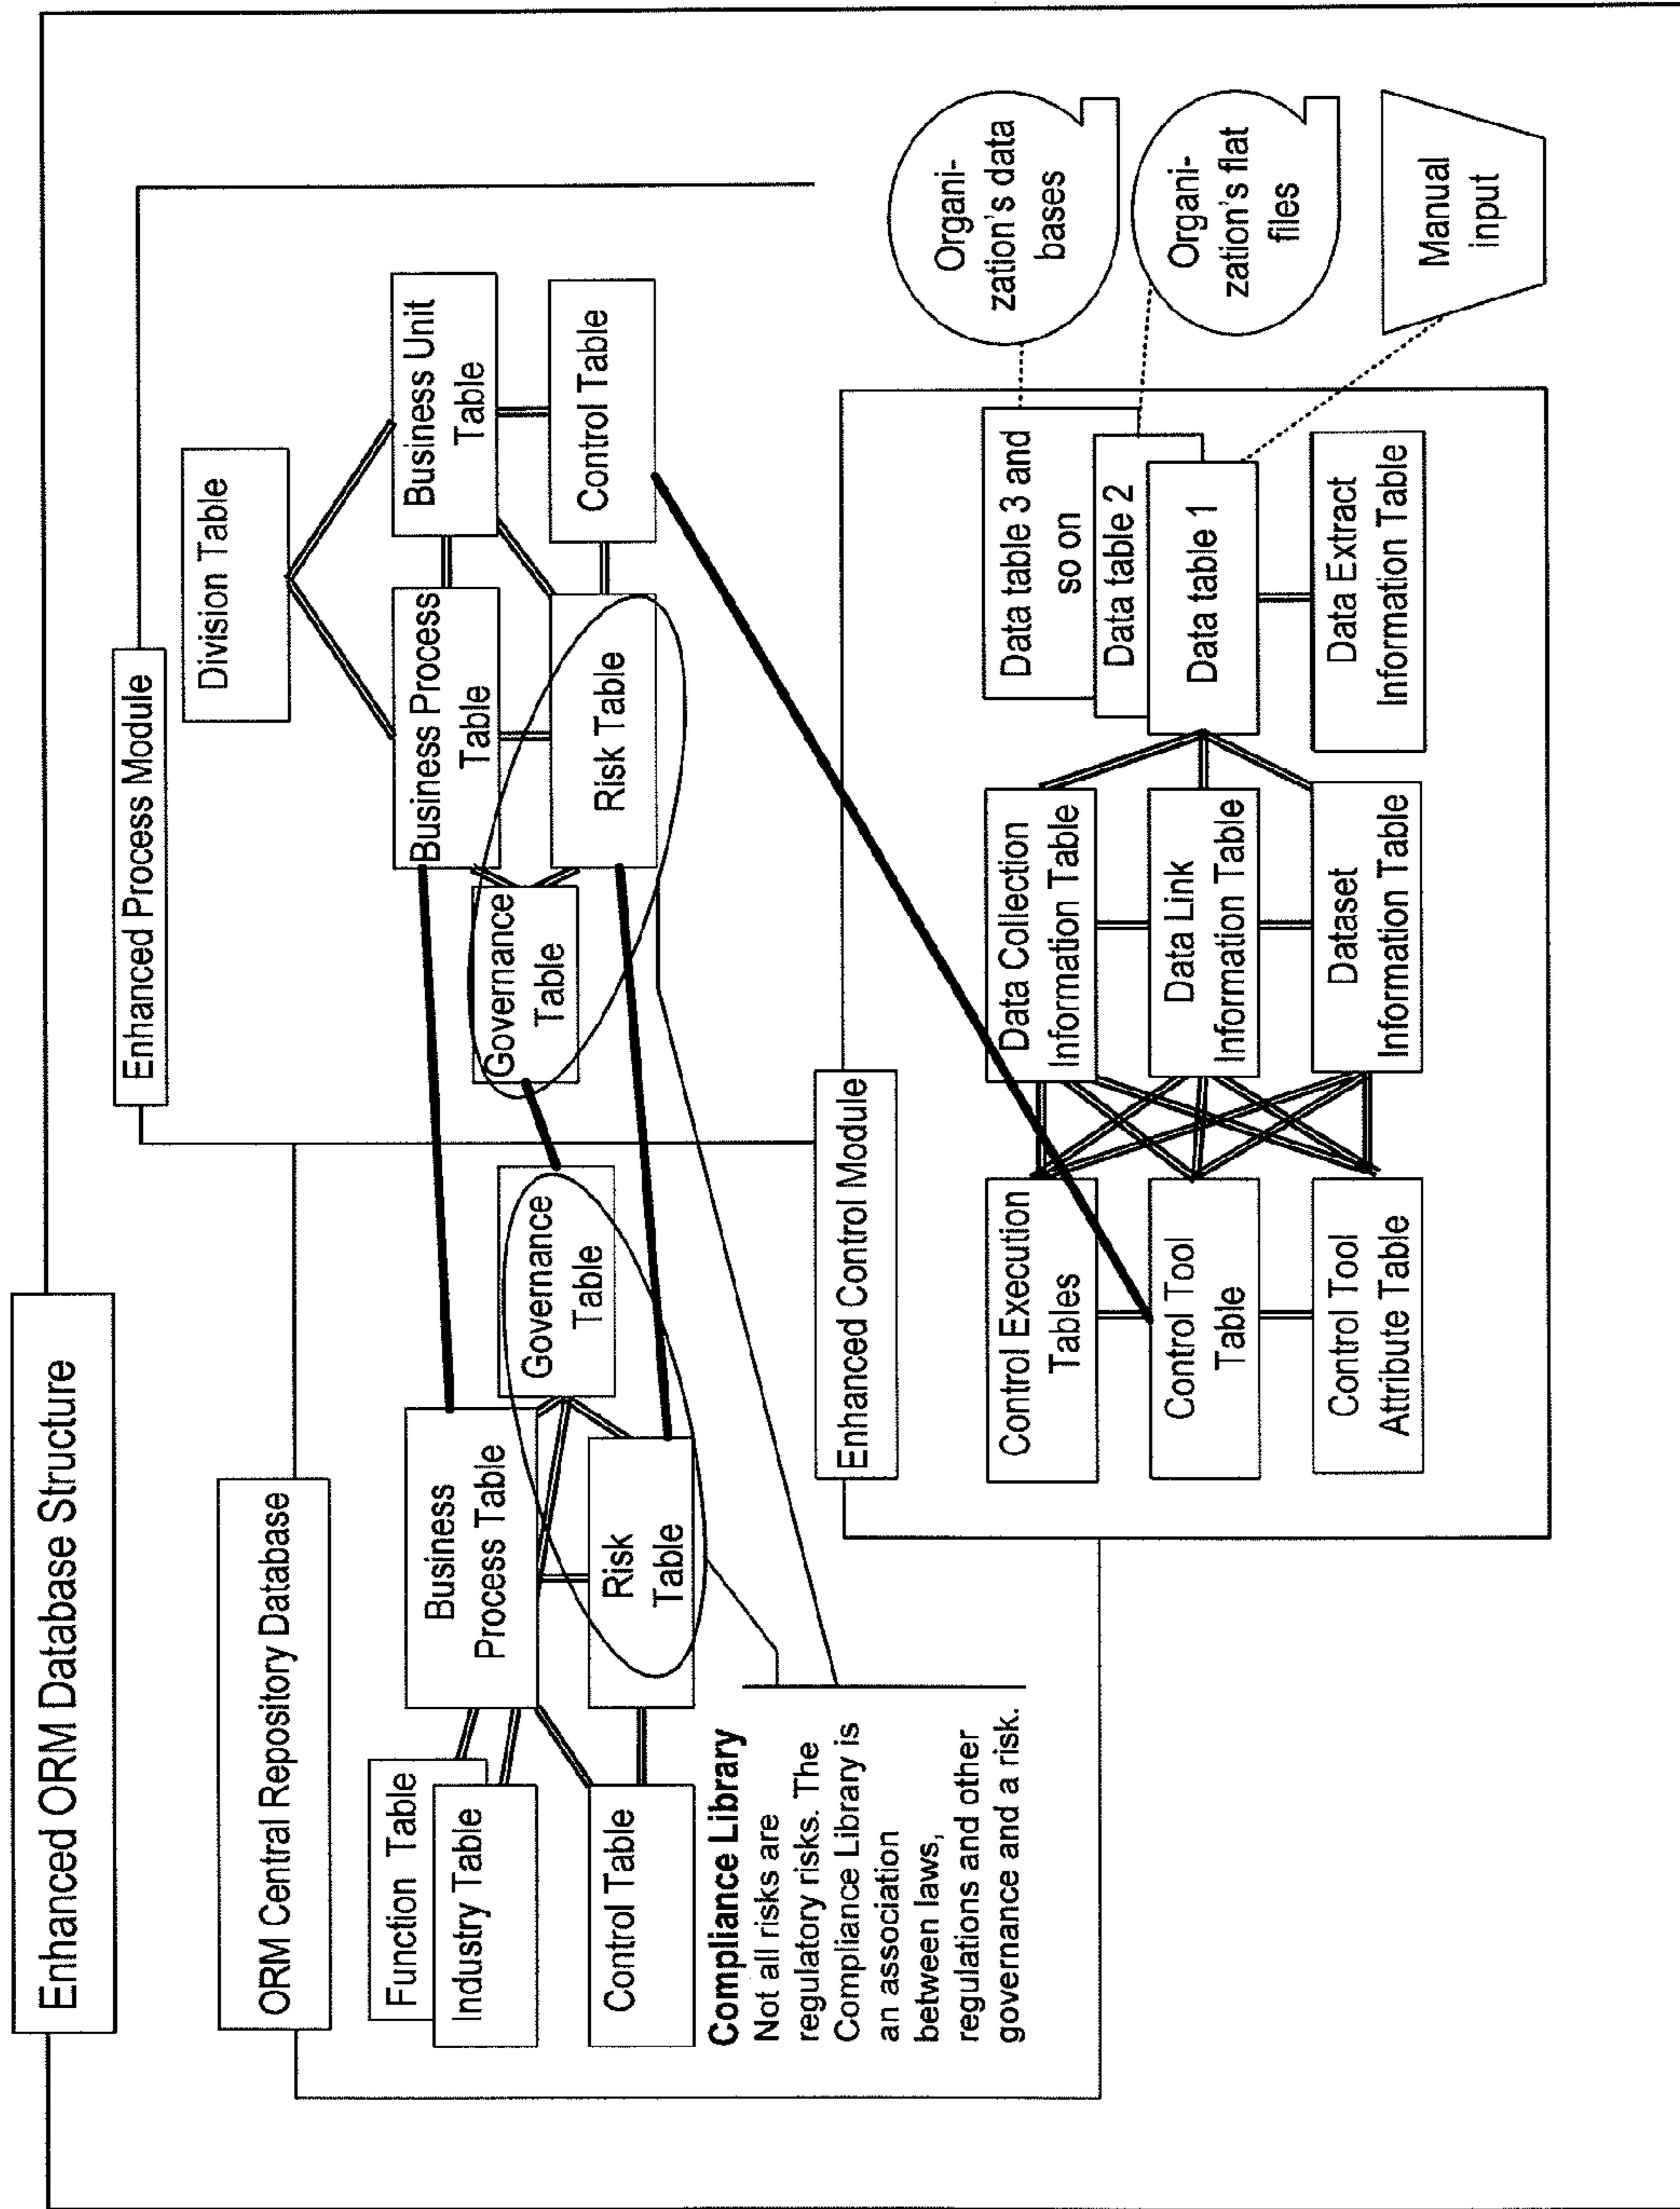 Enhanced ORM Database Structure
ORM Central Repository Database
Function Table
Industry Table
Control Table
Business
Process Table
Risk
Table
Governance
Table
Compliance Library
Not all risks are
regulatory risks. The
Compliance Library is
an association
between laws,
regulations and other
governance and a risk.
Enhanced Process Module
Division Table
Business Process
Table
Business Unit
Table
Governance
Table
Risk Table
Control Table
Enhanced Control Module
Control Execution
Tables
Control Tool
Table
Control Tool
Attribute Table
Data Collection
Information Table
Data Link
Information Table
Dataset
Information Table
Data table 3 and
so on
Data table 2
Data table 1
Data Extract
Information Table
Organi-
zation's data
bases
Organi-
zation's flat
files
Manual
input